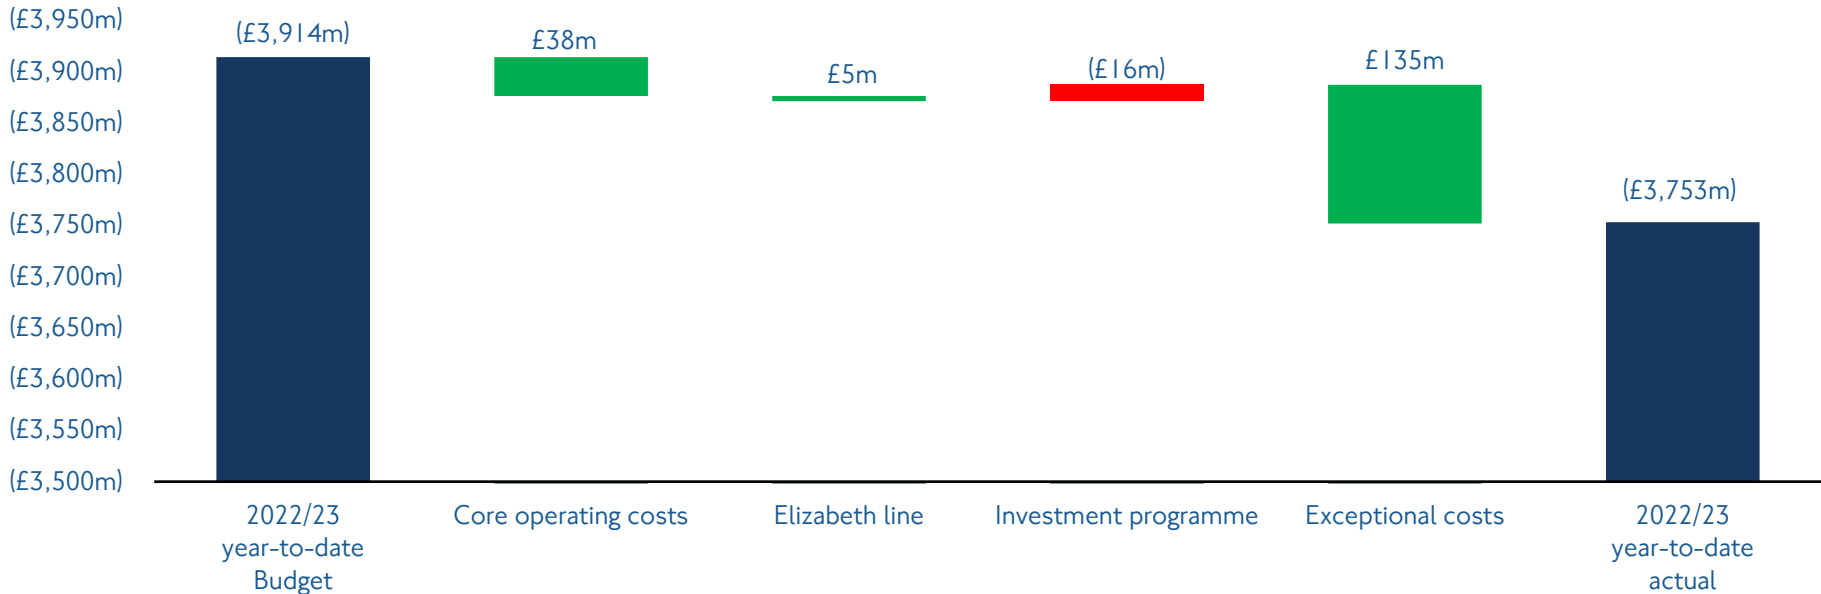 (£3,950m)
(£3,900m)
(£3,850m)
(£3,800m)
(£3,750m)
(£3,700m)
(£3,650m)
(£3,600m)
(£3,550m)
(£3,500m)
(£3,914m)
£38m
£5m
(£16m)
£135m
(£3,753m)
2022/23
year-to-date
Budget
Core operating costs
Elizabeth line
Investment programme
Exceptional costs
2022/23
year-to-date
actual